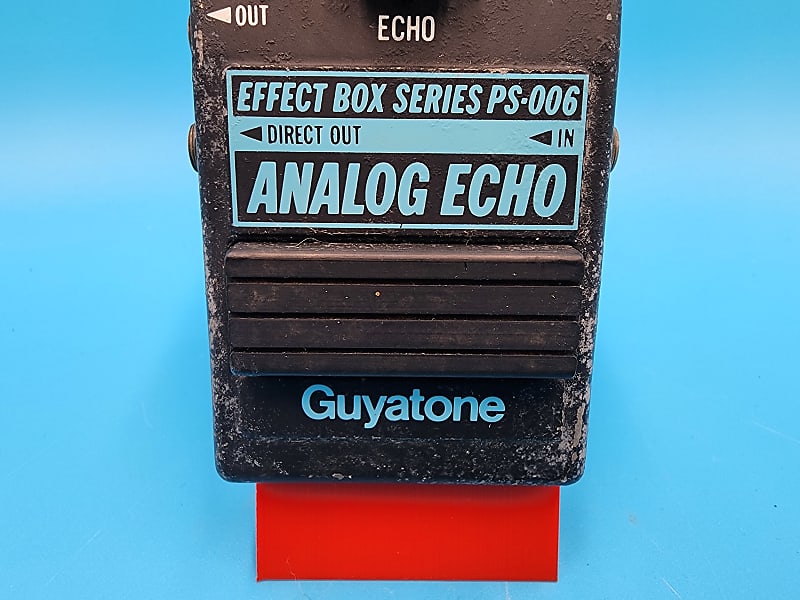 OUT
ECHO
EFFECT BOX SERIES PS-006
DIRECT OUT IN
ANALOG ECHO
Guyatone